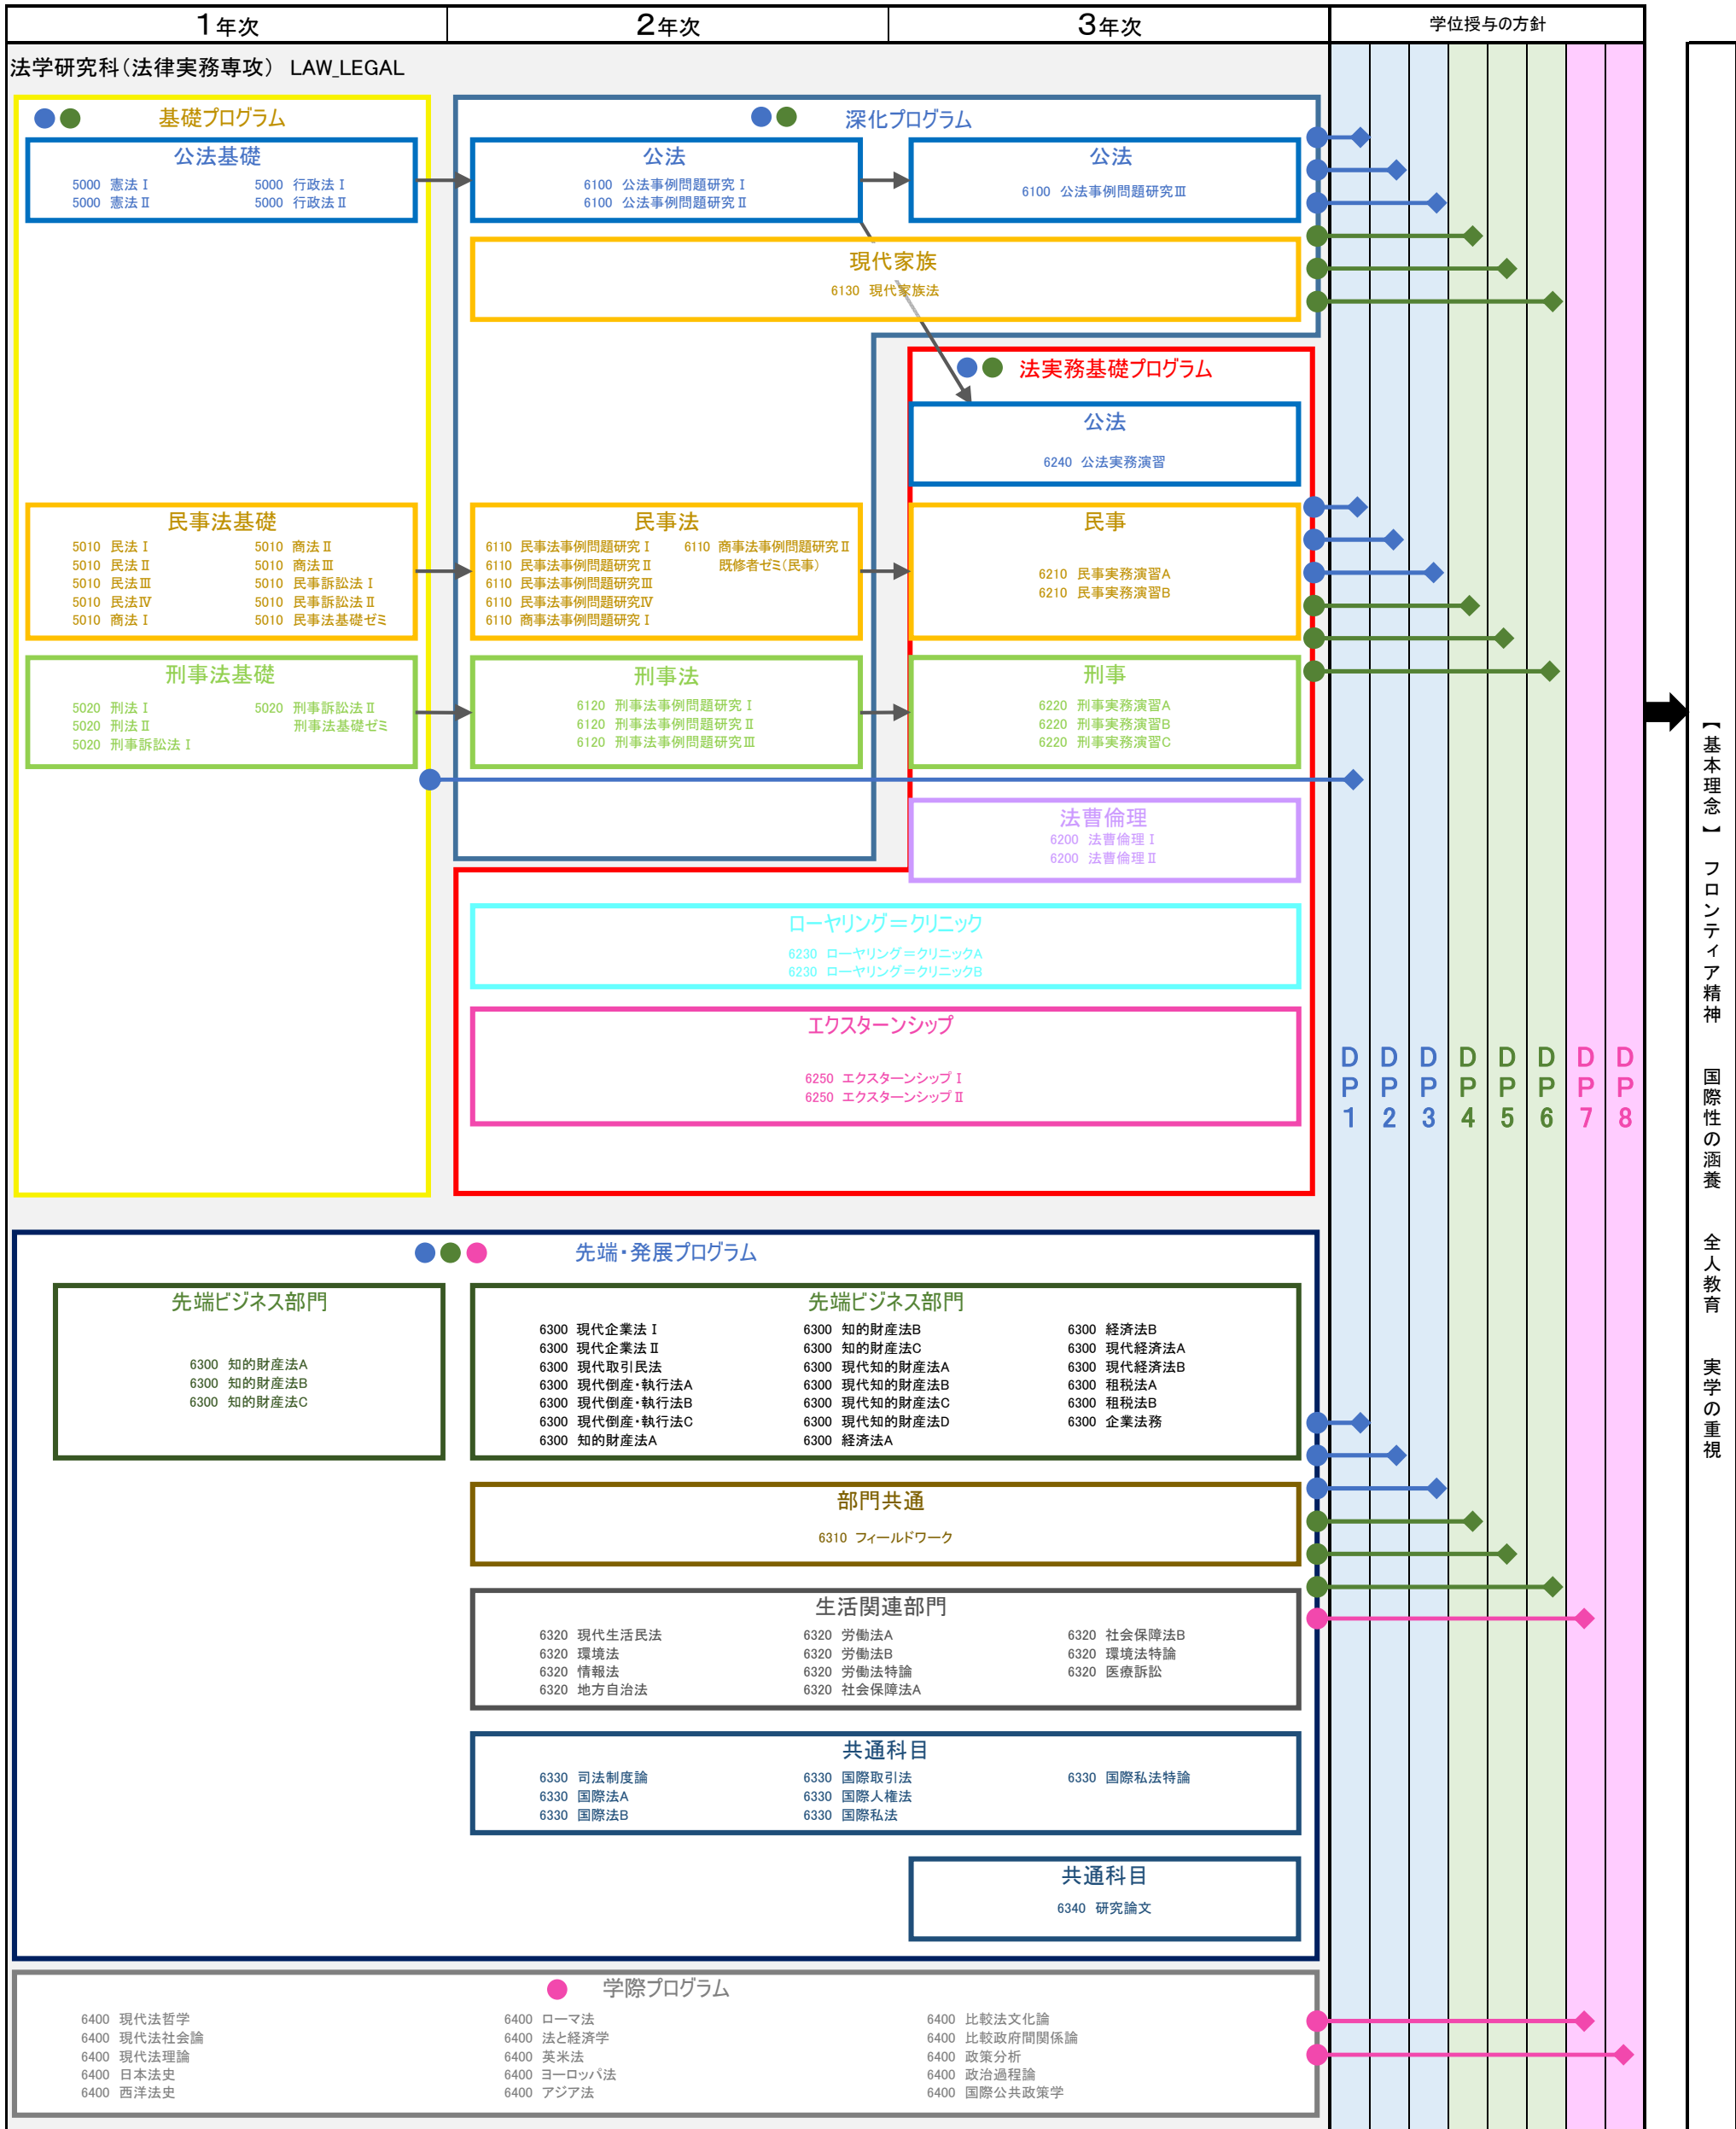 1年次
2年次
3年次
学位授与の方針
法学研究科（法律実務専攻） LAW_LEGAL
基礎プログラム
公法基礎
5000 憲法Ⅰ 5000 行政法Ⅰ
5000 憲法Ⅱ 5000 行政法Ⅱ
深化プログラム
公法
6100 公法事例問題研究Ⅰ
6100 公法事例問題研究Ⅱ
公法
6100 公法事例問題研究Ⅲ
現代家族
6130 現代家族法
法実務基礎プログラム
公法
6240 公法実務演習
民事法基礎
5010 民法Ⅰ 5010 商法Ⅱ
5010 民法Ⅱ 5010 商法Ⅲ
5010 民法Ⅲ 5010 民事訴訟法Ⅰ
5010 民法Ⅳ 5010 民事訴訟法Ⅱ
5010 商法Ⅰ 5010 民事法基礎ゼミ
民事法
6110 民事法事例問題研究Ⅰ 6110 商事法事例問題研究Ⅱ
6110 民事法事例問題研究Ⅱ 既修者ゼミ（民事）
6110 民事法事例問題研究Ⅲ
6110 民事法事例問題研究Ⅳ
6110 商事法事例問題研究Ⅰ
民事
6210 民事実務演習A
6210 民事実務演習B
刑事法基礎
5020 刑法Ⅰ 5020 刑事訴訟法Ⅱ
5020 刑法Ⅱ 刑事法基礎ゼミ
5020 刑事訴訟法Ⅰ
刑事法
6120 刑事法事例問題研究Ⅰ
6120 刑事法事例問題研究Ⅱ
6120 刑事法事例問題研究Ⅲ
刑事
6220 刑事実務演習A
6220 刑事実務演習B
6220 刑事実務演習C
法曹倫理
6200 法曹倫理Ⅰ
6200 法曹倫理Ⅱ
ローヤリング＝クリニック
6230 ローヤリング＝クリニックA
6230 ローヤリング＝クリニックB
エクスターンシップ
6250 エクスターンシップⅠ
6250 エクスターンシップⅡ
DP1
DP2
DP3
DP4
DP5
DP6
DP7
DP8
【基本理念】 フロンティア精神 国際性の涵養 全人教育 実学の重視
先端・発展プログラム
先端ビジネス部門
6300 知的財産法A
6300 知的財産法B
6300 知的財産法C
先端ビジネス部門
6300 現代企業法Ⅰ 6300 知的財産法B 6300 経済法B
6300 現代企業法Ⅱ 6300 知的財産法C 6300 現代経済法A
6300 現代取引民法 6300 現代知的財産法A 6300 現代経済法B
6300 現代倒産・執行法A 6300 現代知的財産法B 6300 租税法A
6300 現代倒産・執行法B 6300 現代知的財産法C 6300 租税法B
6300 現代倒産・執行法C 6300 現代知的財産法D 6300 企業法務
6300 知的財産法A 6300 経済法A
部門共通
6310 フィールドワーク
生活関連部門
6320 現代生活民法 6320 労働法A 6320 社会保障法B
6320 環境法 6320 労働法B 6320 環境法特論
6320 情報法 6320 労働法特論 6320 医療訴訟
6320 地方自治法 6320 社会保障法A
共通科目
6330 司法制度論 6330 国際取引法 6330 国際私法特論
6330 国際法A 6330 国際人権法
6330 国際法B 6330 国際私法
共通科目
6340 研究論文
学際プログラム
6400 現代法哲学 6400 ローマ法 6400 比較法文化論
6400 現代法社会論 6400 法と経済学 6400 比較政府間関係論
6400 現代法理論 6400 英米法 6400 政策分析
6400 日本法史 6400 ヨーロッパ法 6400 政治過程論
6400 西洋法史 6400 アジア法 6400 国際公共政策学